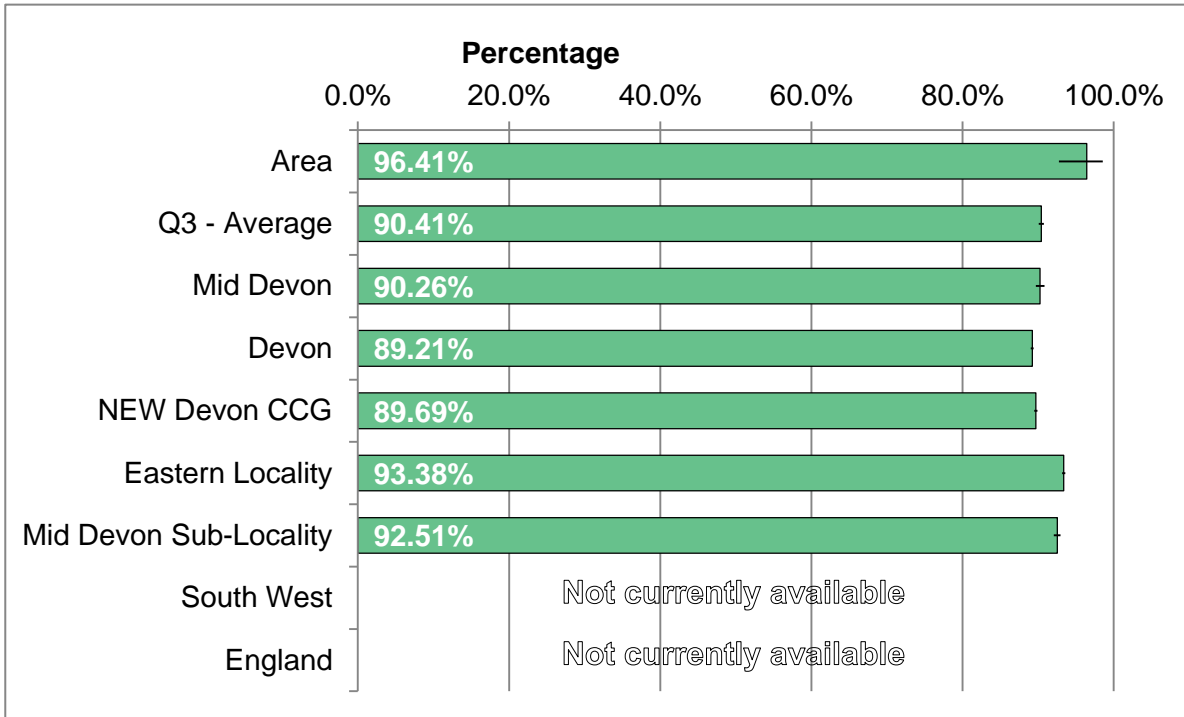 Percentage
0.0% 20.0% 40.0% 60.0% 80.0% 100.0%
Area 96.41%
Q3 - Average 90.41%
Mid Devon 90.26%
Devon 89.21%
NEW Devon CCG 89.69%
Eastern Locality 93.38%
Mid Devon Sub-Locality 92.51%
South West Not currently available
England Not currently available